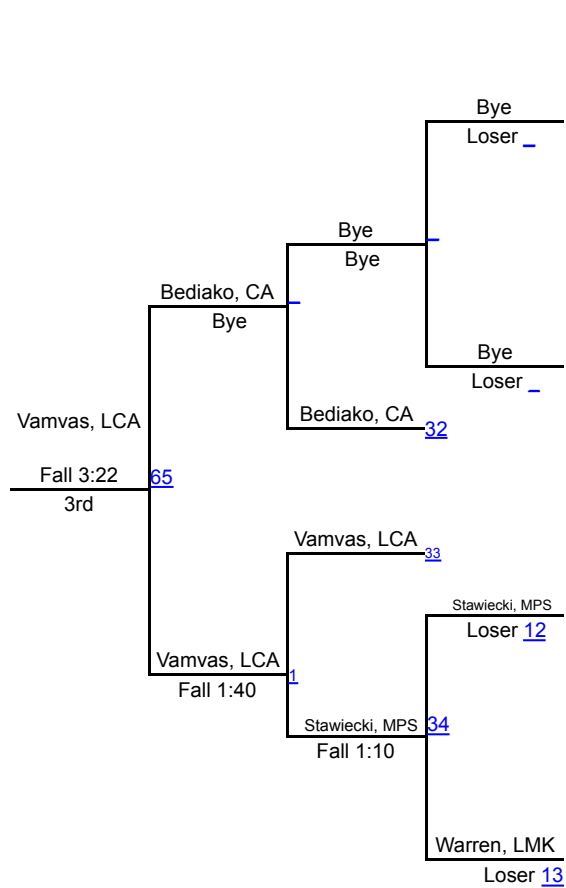 Bye
Loser _
_
Bye
Bye
Bediako, CA
_
Bye
Bye
Loser _
Bediako, CA
32
Vamvas, LCA
Fall 3:22
65
3rd
Vamvas, LCA
33
Stawiecki, MPS
Loser 12
Vamvas, LCA
1
Fall 1:40
Stawiecki, MPS
34
Fall 1:10
Warren, LMK
Loser 13